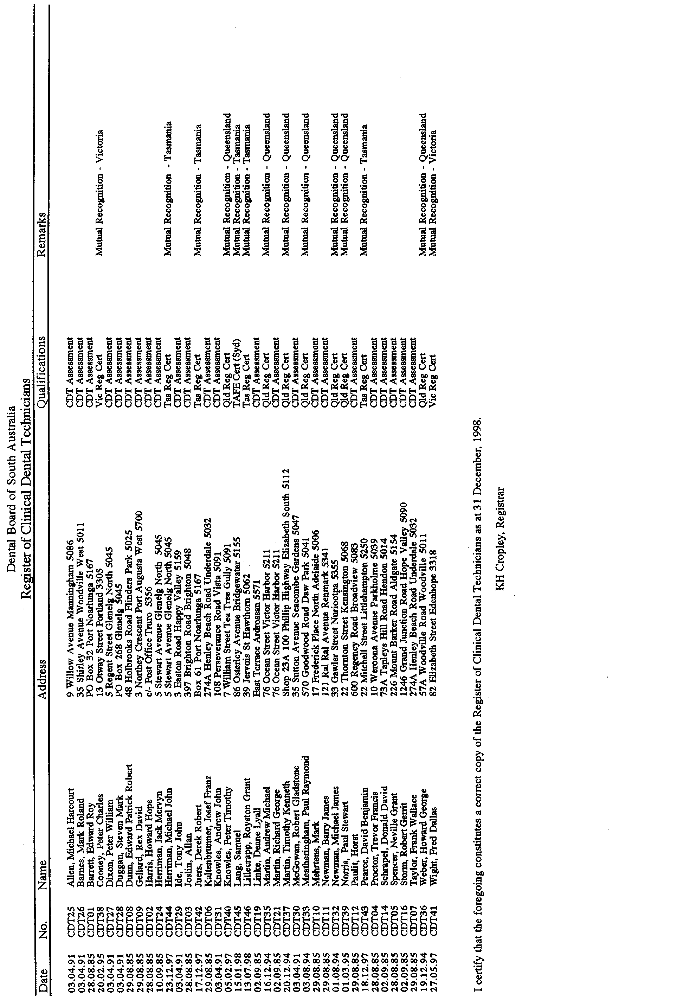 Dental Board of South Australia
Register of Clinical Dental Technicians
Date No. Name Address Qualifications Remarks
03.04.91 CDT25 Allen, Michael Harcourt 9 Willow Avenue Manningham 5086 CDT Assessment
03.04.91 CDT26 Barnes, Mark Roland 35 Shirley Avenue Woodville West 5011 CDT Assessment
28.08.85 CDT01 Barrett, Edward Roy PO Box 32 Port Noarlunga 5167 CDT Assessment
20.02.95 CDT38 Cooney, Peter Charles 13 Otway Street Portland 3305 Vic Reg Cert Mutual Recognition - Victoria
03.04.91 CDT27 Dixon, Peter William 5 Regent Street Glenelg North 5045 CDT Assessment
03.04.91 CDT28 Duggan, Steven Mark PO Box 268 Glenelg 5045 CDT Assessment
29.08.85 CDT08 Dunn, Edward Patrick Robert 48 Holbrooks Road Flinders Park 5025 CDT Assessment
29.08.85 CDT09 Gellard, Rex David 3 Northey Crescent Port Augusta West 5700 CDT Assessment
28.08.85 CDT02 Harris, Howard Hope c/- Post Office Truro 5356 CDT Assessment
10.09.85 CDT24 Herriman, Jack Mervyn 5 Stewart Avenue Glenelg North 5045 CDT Assessment
23.12.97 CDT44 Herriman, Michael John 5 Stewart Avenue Glenelg North 5045 Tas Reg Cert Mutual Recognition - Tasmania
03.04.91 CDT29 Ide, Tony John 3 Easton Road Happy Valley 5159 CDT Assessment
28.08.85 CDT03 Joslin, Allan 397 Brighton Road Brighton 5048 CDT Assessment
17.12.97 CDT42 Juers, Derek Robert Box 61 Port Noarlunga 5167 Tas Reg Cert Mutual Recognition - Tasmania
29.08.85 CDT06 Kaltenbrunner, Josef Franz 274A Henley Beach Road Underdale 5032 CDT Assessment
03.04.91 CDT31 Knowles, Andrew John 108 Perseverance Road Vista 5091 CDT Assessment
05.02.97 CDT40 Knowles, Peter Timothy 7 William Street Tea Tree Gully 5091 Qld Reg Cert Mutual Recognition - Queensland
15.01.98 CDT45 Lang, Samuel 86 Osterley Avenue Bridgewater 5155 TAFE Cert (Syd) Mutual Recognition - Tasmania
13.07.98 CDT46 Lillecrapp, Royston Grant 39 Jervois St Hawthorn 5062 Tas Reg Cert Mutual Recognition - Tasmania
02.09.85 CDT19 Linke, Deane Lyall East Terrace Ardrossan 5571 CDT Assessment
16.12.94 CDT35 Martin, Andrew Michael 76 Ocean Street Victor Harbor 5211 Qld Reg Cert Mutual Recognition - Queensland
02.09.85 CDT21 Martin, Richard George 76 Ocean Street Victor Harbor 5211 CDT Assessment
20.12.94 CDT37 Martin, Timothy Kenneth Shop 23A 100 Phillip Highway Elizabeth South 5112 Qld Reg Cert Mutual Recognition - Queensland
03.04.91 CDT30 McGowan, Robert Gladstone 35 Sutton Avenue Seacombe Gardens 5047 CDT Assessment
03.08.94 CDT33 Meatheringham, Paul Raymond 570 Goodwood Road Daw Park 5041 Qld Reg Cert Mutual Recognition - Queensland
29.08.85 CDT10 Mehrtens, Mark 17 Frederick Place North Adelaide 5006 CDT Assessment
29.08.85 CDT11 Newman, Barry James 121 Ral Ral Avenue Renmark 5341 CDT Assessment
01.08.94 CDT32 Newman, Michael James 33 Gawler Street Nuriootpa 5355 Qld Reg Cert Mutual Recognition - Queensland
01.03.95 CDT39 Norris, Paul Stewart 22 Thornton Street Kensington 5068 Qld Reg Cert Mutual Recognition - Queensland
29.08.85 CDT12 Paulit, Horst 600 Regency Road Broadview 5083 CDT Assessment
18.12.97 CDT43 Pearce, David Benjamin 22 Mitchell Street Littlehampton 5250 Tas Reg Cert Mutual Recognition - Tasmania
28.08.85 CDT04 Proctor, Trevor Francis 10 Weroona Avenue Parkholme 5039 CDT Assessment
02.09.85 CDT14 Schrapel, Donald David 73A Tapleys Hill Road Hendon 5014 CDT Assessment
28.08.85 CDT05 Spencer, Neville Grant 226 Mount Barker Road Aldgate 5154 CDT Assessment
02.09.85 CDT16 Storm, Robert Gerrit 1246 Grand Junction Road Hope Valley 5090 CDT Assessment
29.08.85 CDT07 Taylor, Frank Wallace 274A Henley Beach Road Underdale 5032 CDT Assessment
19.12.94 CDT36 Weber, Howard George 57A Woodville Road Woodville 5011 Qld Reg Cert Mutual Recognition - Queensland
27.05.97 CDT41 Wight, Fred Dallas 82 Elizabeth Street Edenhope 3318 Vic Reg Cert Mutual Recognition - Victoria
I certify that the foregoing constitutes a correct copy of the Register of Clinical Dental Technicians as at 31 December, 1998.
KH Cropley, Registrar